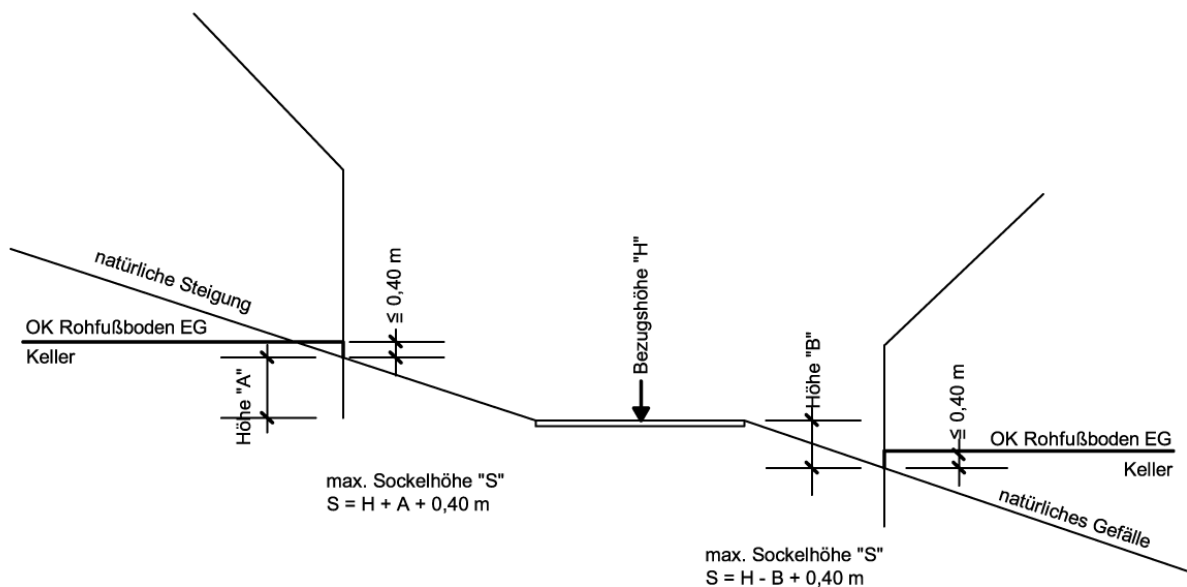 natürliche Steigung
OK Rohfußboden EG
Keller
Höhe "A"
≦ 0,40 m
max. Sockelhöhe "S"
S = H + A + 0,40 m
Bezugshöhe "H"
Höhe "B"
≦ 0,40 m
OK Rohfußboden EG
Keller
natürliches Gefälle
max. Sockelhöhe "S"
S = H - B + 0,40 m